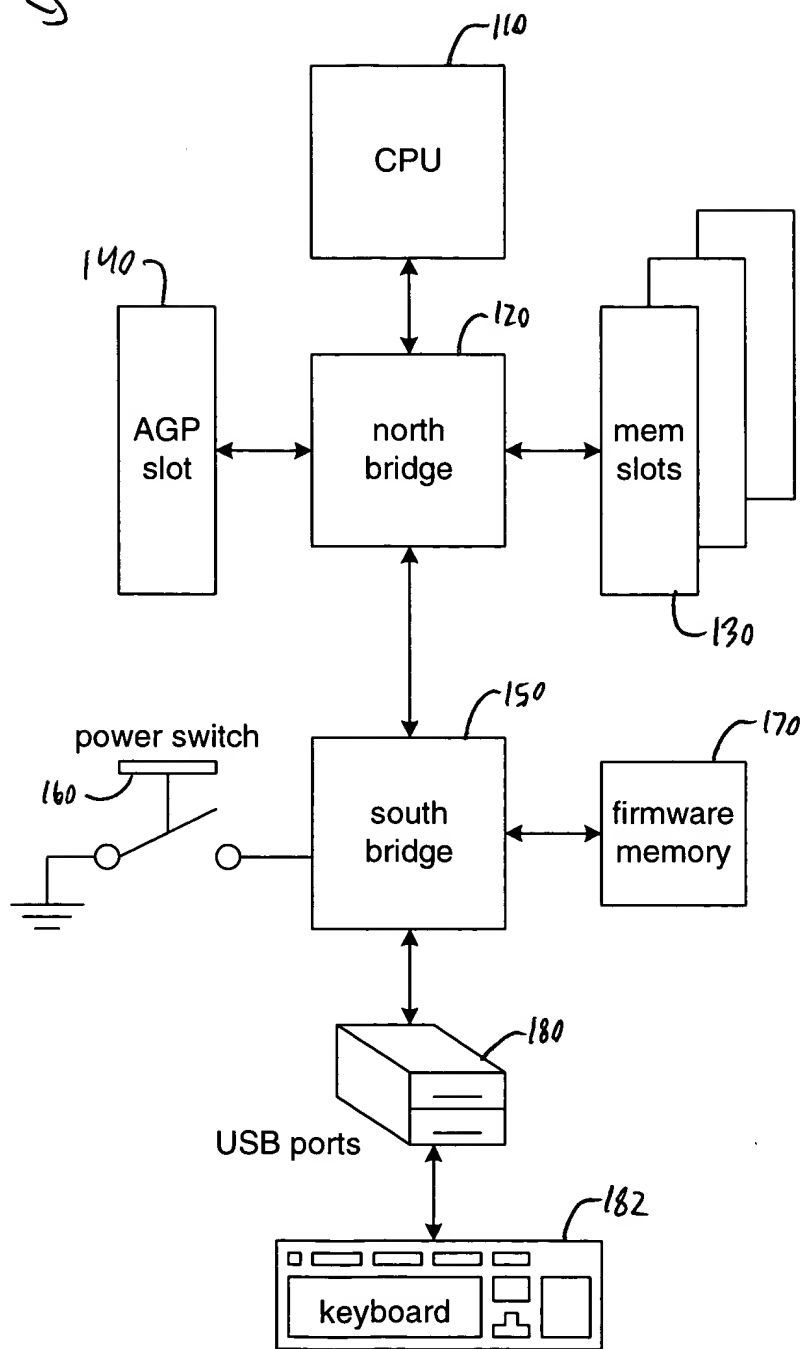 110
CPU
140
120
AGP
slot
north
bridge
mem
slots
130
150
170
power switch
160
south
bridge
firmware
memory
180
USB ports
182
keyboard